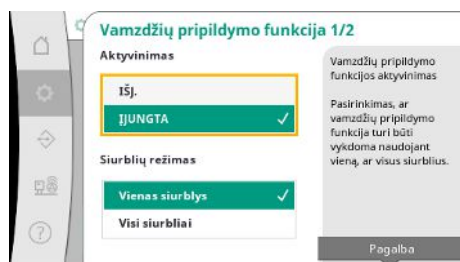 Vamzdžių pripildymo funkcija 1/2
Aktyvinimas
IŠJ.
ĮJUNGTA
Siurblių režimas
Vienas siurblys
Visi siurbliai
Vamzdžių pripildymo
funkcijos aktyvinimas
Pasirinkimas, ar
vamzdžių pripildymo
funkcija turi būti
vykdoma naudojant
vieną, ar visus siurblius.
Pagalba